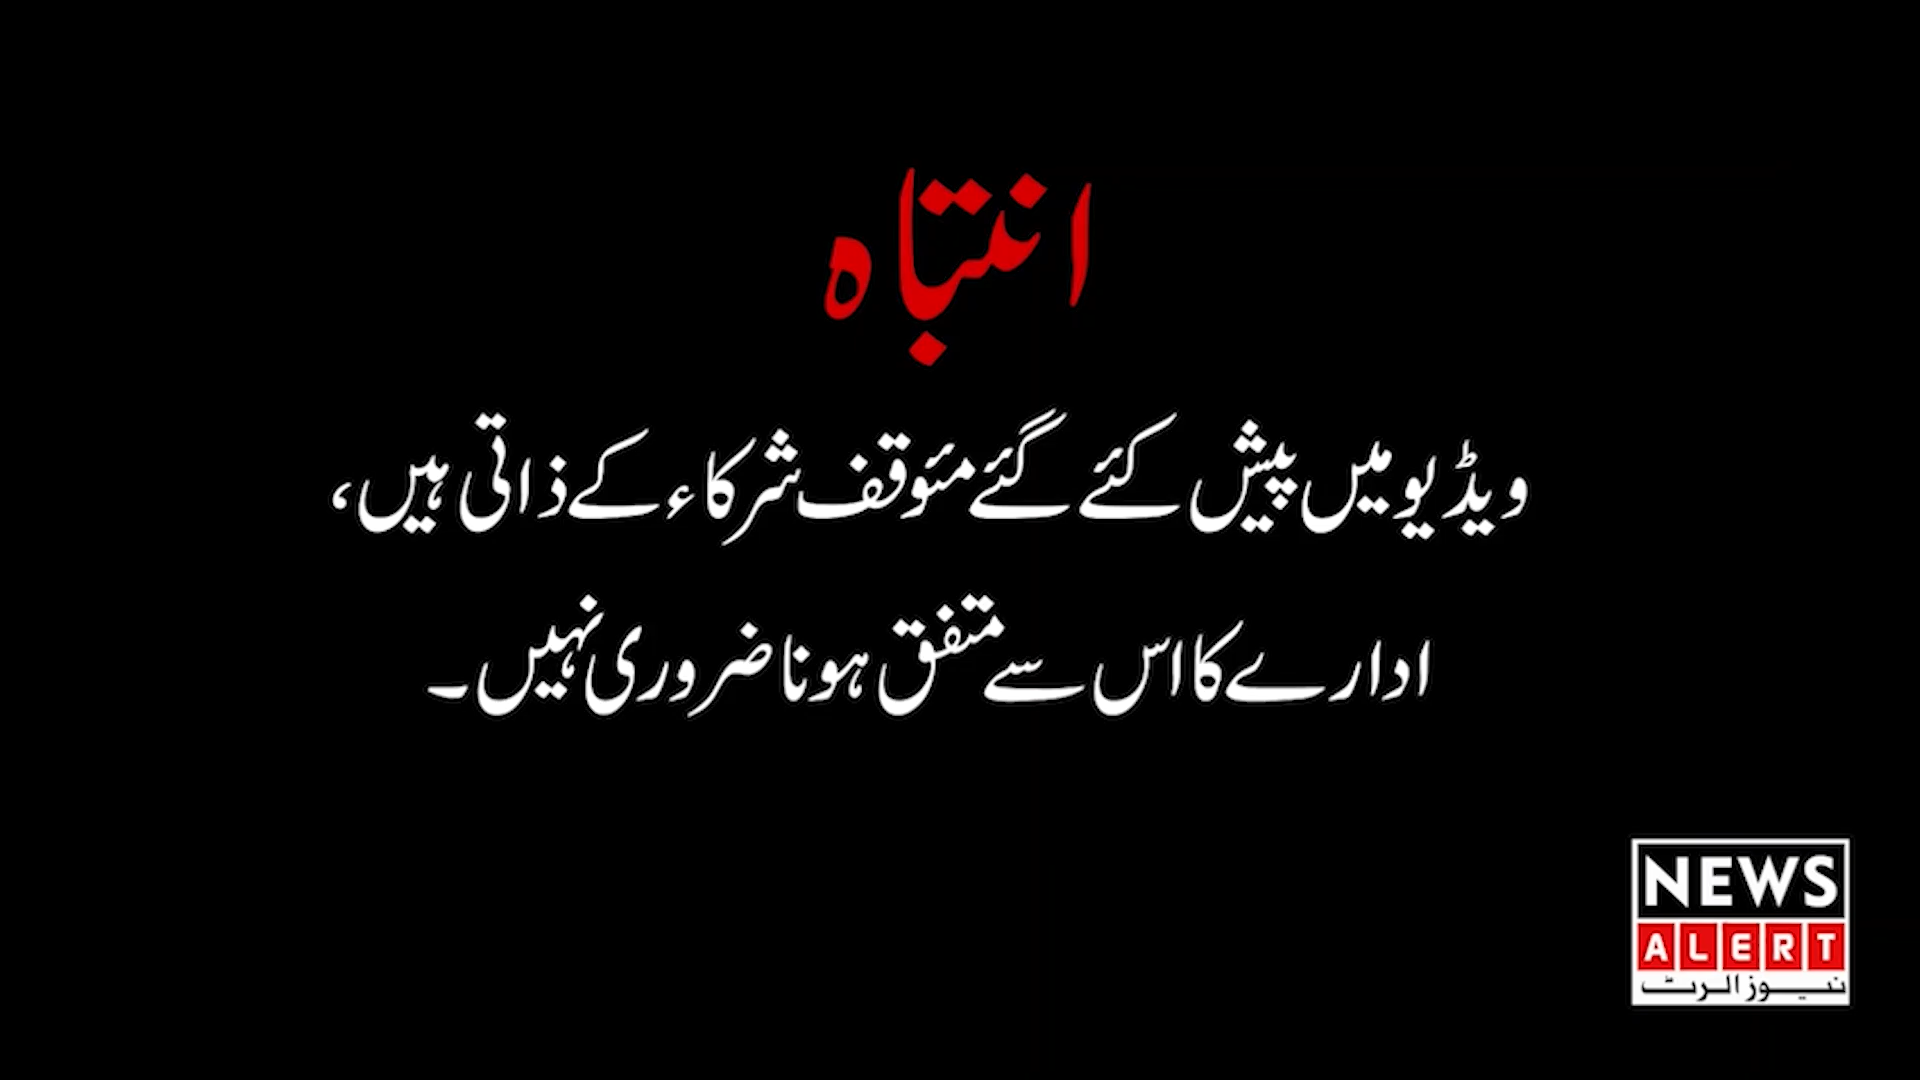 انتباہ
ویڈیو میں پیش کئے گئے مئوقف شرکاء کے ذاتی ہیں،
ادارے کا اس سے متفق ہونا ضروری نہیں۔
NEWS
ALERT
نیوز الرٹ